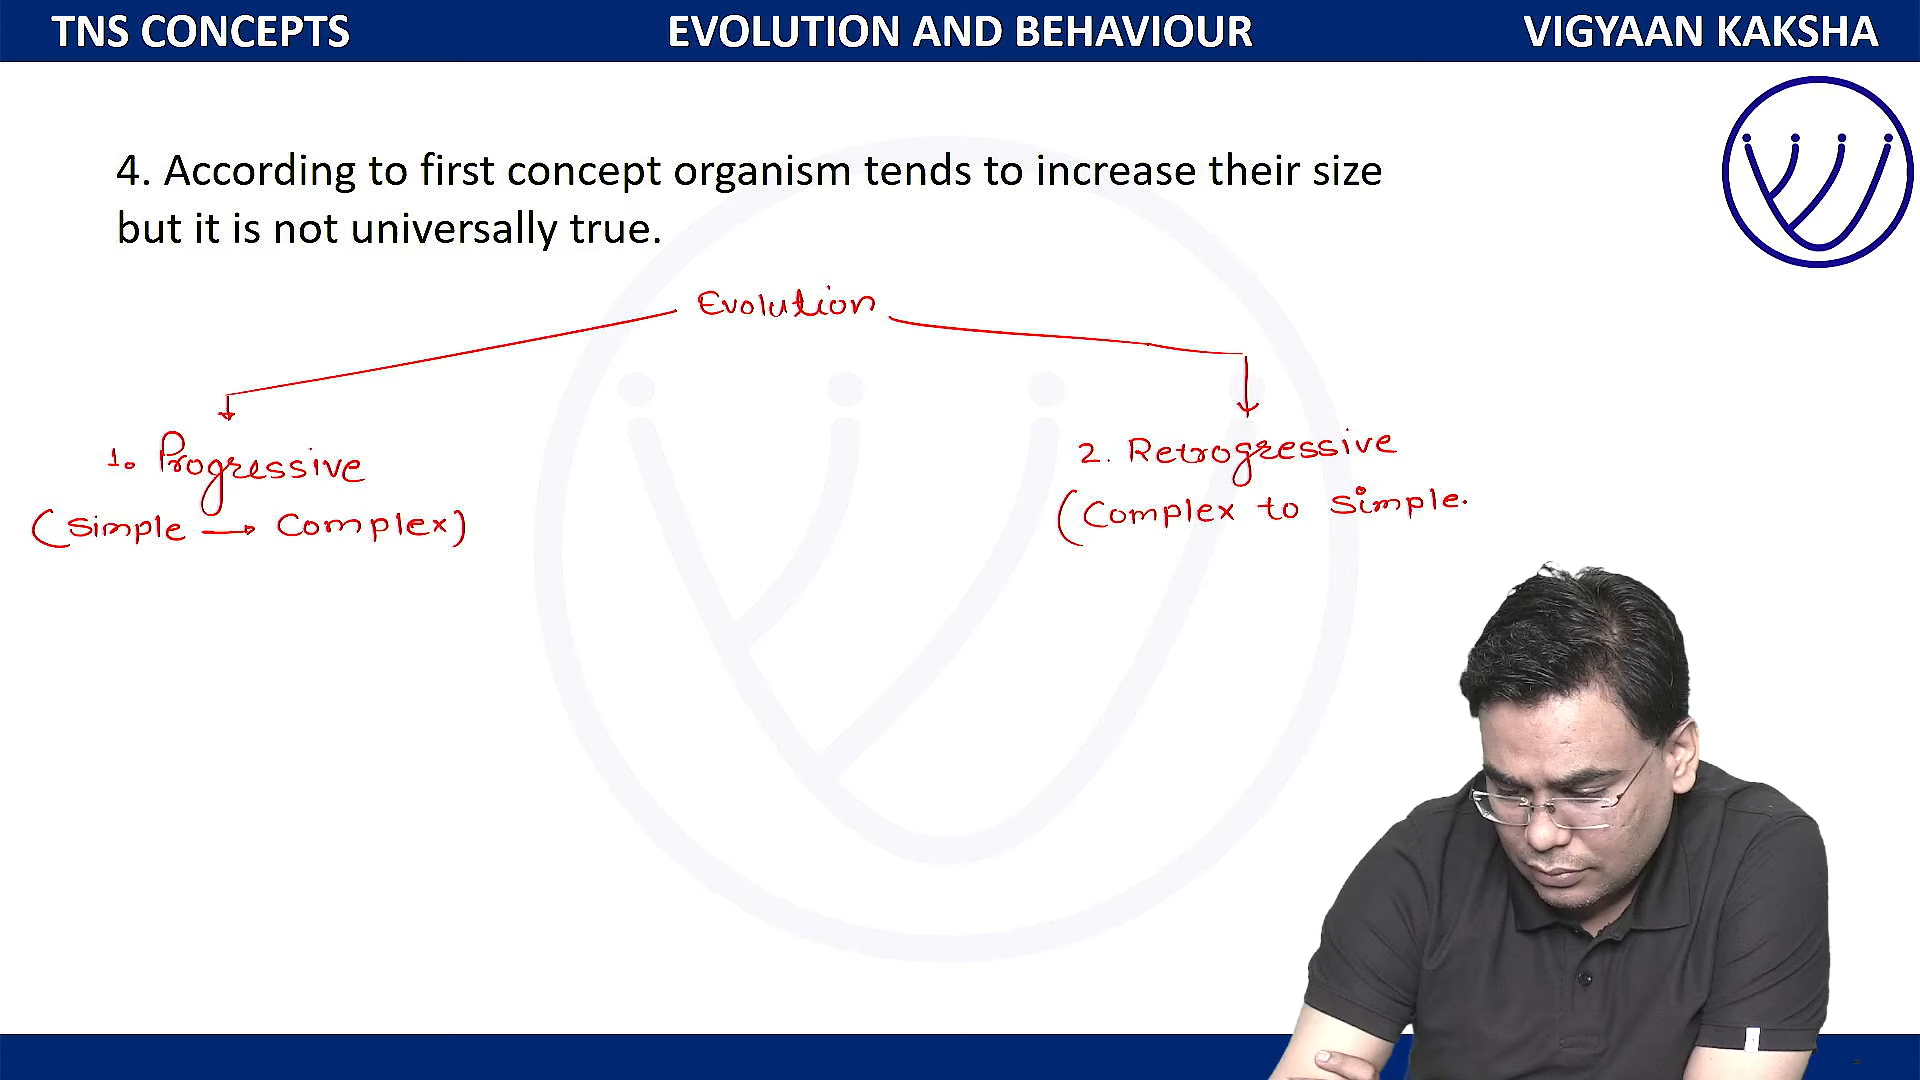 TNS CONCEPTS EVOLUTION AND BEHAVIOUR VIGYAAN KAKSHA
4. According to first concept organism tends to increase their size
but it is not universally true.
Evolution
1. Progressive
(Simple → Complex)
2. Retrogressive
(Complex to Simple.